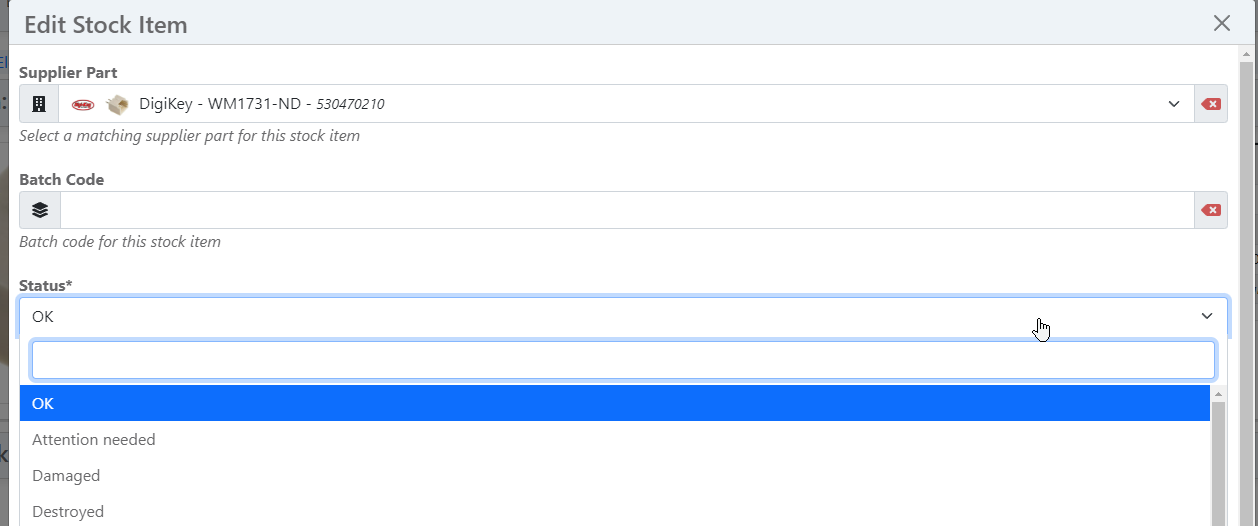 Edit Stock Item
Supplier Part
DigiKey - WM1731-ND - 530470210
Select a matching supplier part for this stock item
Batch Code
Batch code for this stock item
Status*
OK
OK
Attention needed
Damaged
Destroyed